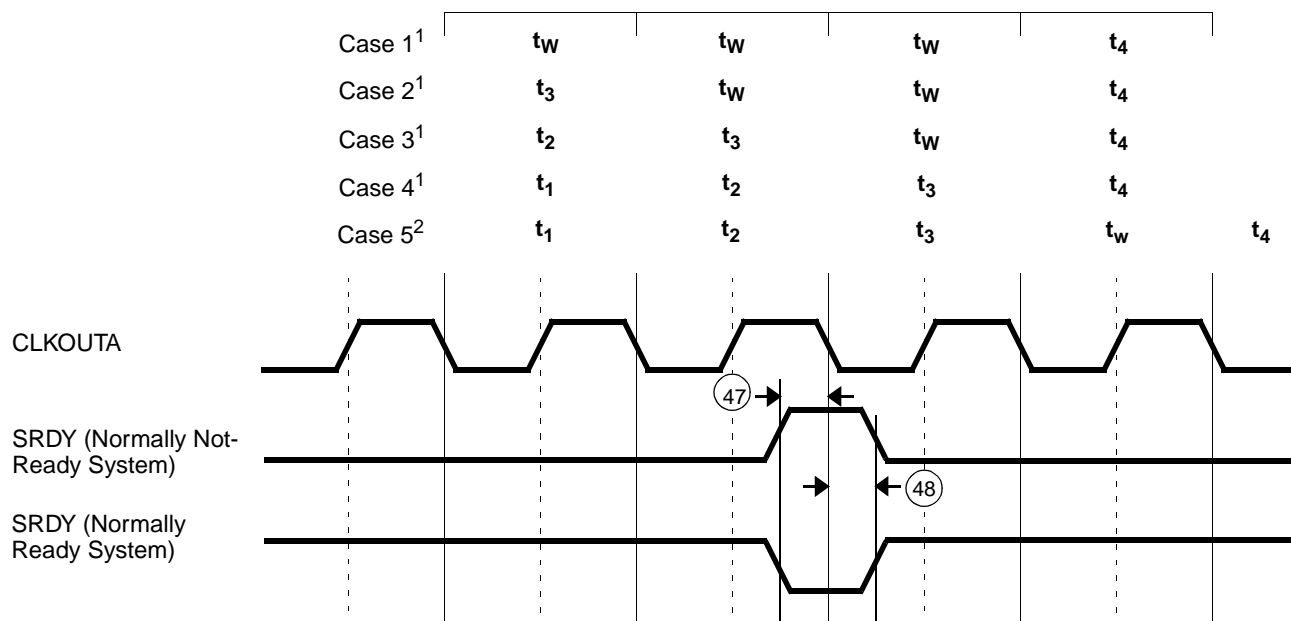 Case 1¹ tW tW tW t4
Case 2¹ t3 tW tW t4
Case 3¹ t2 t3 tW t4
Case 4¹ t1 t2 t3 t4
Case 5² t1 t2 t3 tw t4
CLKOUTA
47
SRDY (Normally Not-
Ready System)
48
SRDY (Normally
Ready System)